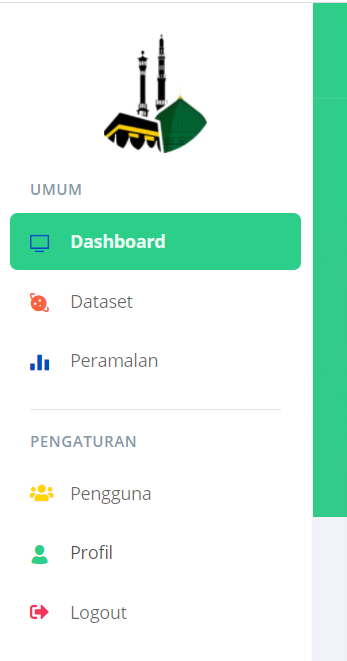 UMUM
Dashboard
Dataset
Peramalan
PENGATURAN
Pengguna
Profil
Logout